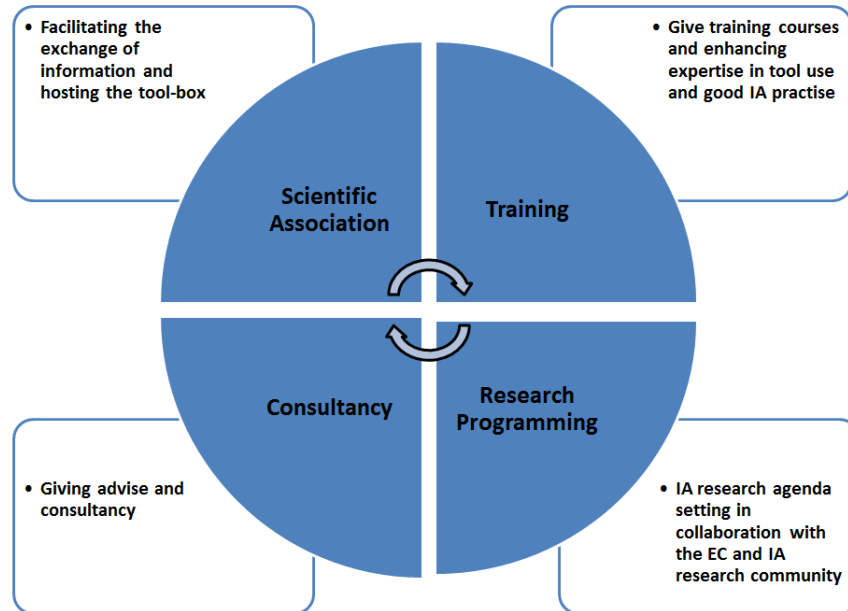 • Facilitating the
exchange of
information and
hosting the tool-box
• Give training courses
and enhancing
expertise in tool use
and good IA practise
Scientific
Association
Training
Consultancy
Research
Programming
• Giving advise and
consultancy
• IA research agenda
setting in
collaboration with
the EC and IA
research community